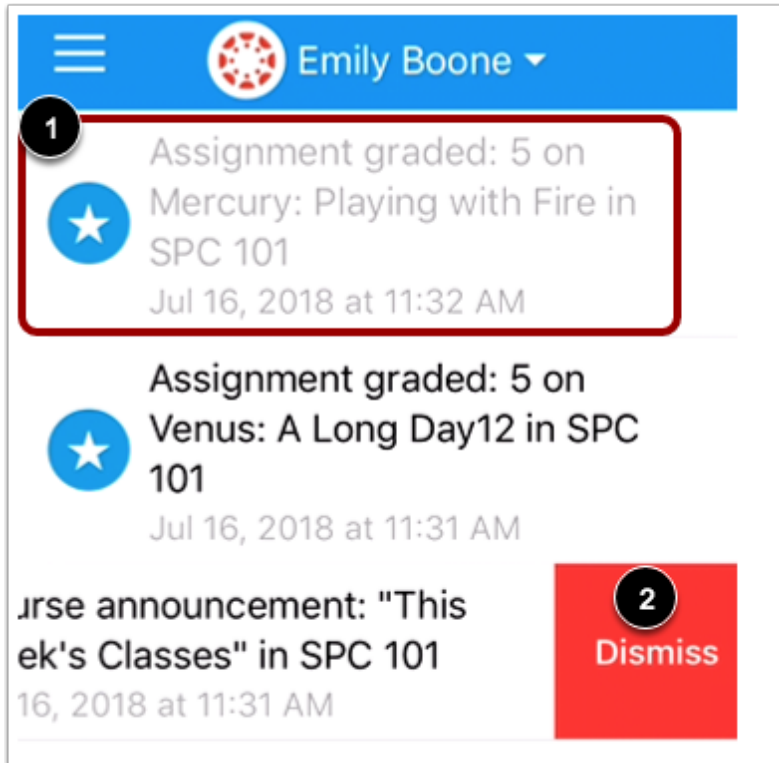 Emily Boone
1
Assignment graded: 5 on
Mercury: Playing with Fire in
SPC 101
Jul 16, 2018 at 11:32 AM
Assignment graded: 5 on
Venus: A Long Day12 in SPC
101
Jul 16, 2018 at 11:31 AM
urse announcement: "This
ek's Classes" in SPC 101
16, 2018 at 11:31 AM
2
Dismiss